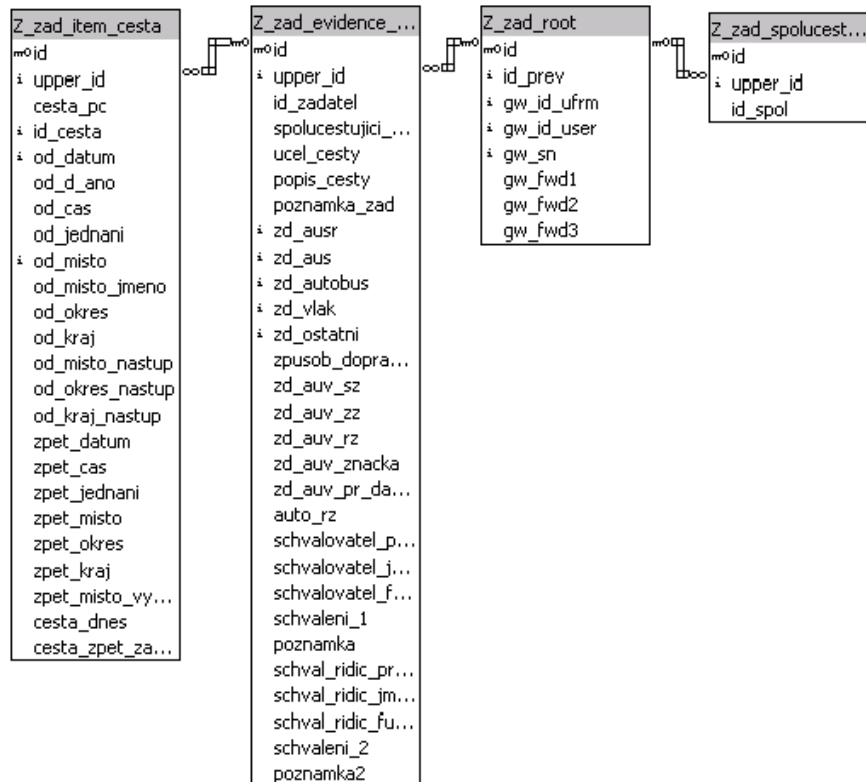 Z_zad_item_cesta
id
i upper_id
cesta_pc
i id_cesta
i od_datum
od_d_ano
od_cas
od_jednani
i od_misto
od_misto_jmeno
od_okres
od_kraj
od_misto_nastup
od_okres_nastup
od_kraj_nastup
zpet_datum
zpet_cas
zpet_jednani
zpet_misto
zpet_okres
zpet_kraj
zpet_misto_vy...
cesta_dnes
cesta_zpet_za...
Z_zad_evidence_...
id
i upper_id
id_zadatel
spolucestujici_...
ucel_cesty
popis_cesty
poznamka_zad
i zd_ausr
i zd_aus
i zd_autobus
i zd_vlak
i zd_ostatni
zpusob_dopra...
zd_auv_sz
zd_auv_zz
zd_auv_rz
zd_auv_znacka
zd_auv_pr_da...
auto_rz
schvalovatel_p...
schvalovatel_j...
schvalovatel_f...
schvaleni_1
poznamka
schval_ridic_pr...
schval_ridic_jm...
schval_ridic_fu...
schvaleni_2
poznamka2
Z_zad_root
id
i id_prev
i gw_id_ufrm
i gw_id_user
i gw_sn
gw_fwd1
gw_fwd2
gw_fwd3
Z_zad_spolucest...
id
i upper_id
id_spol